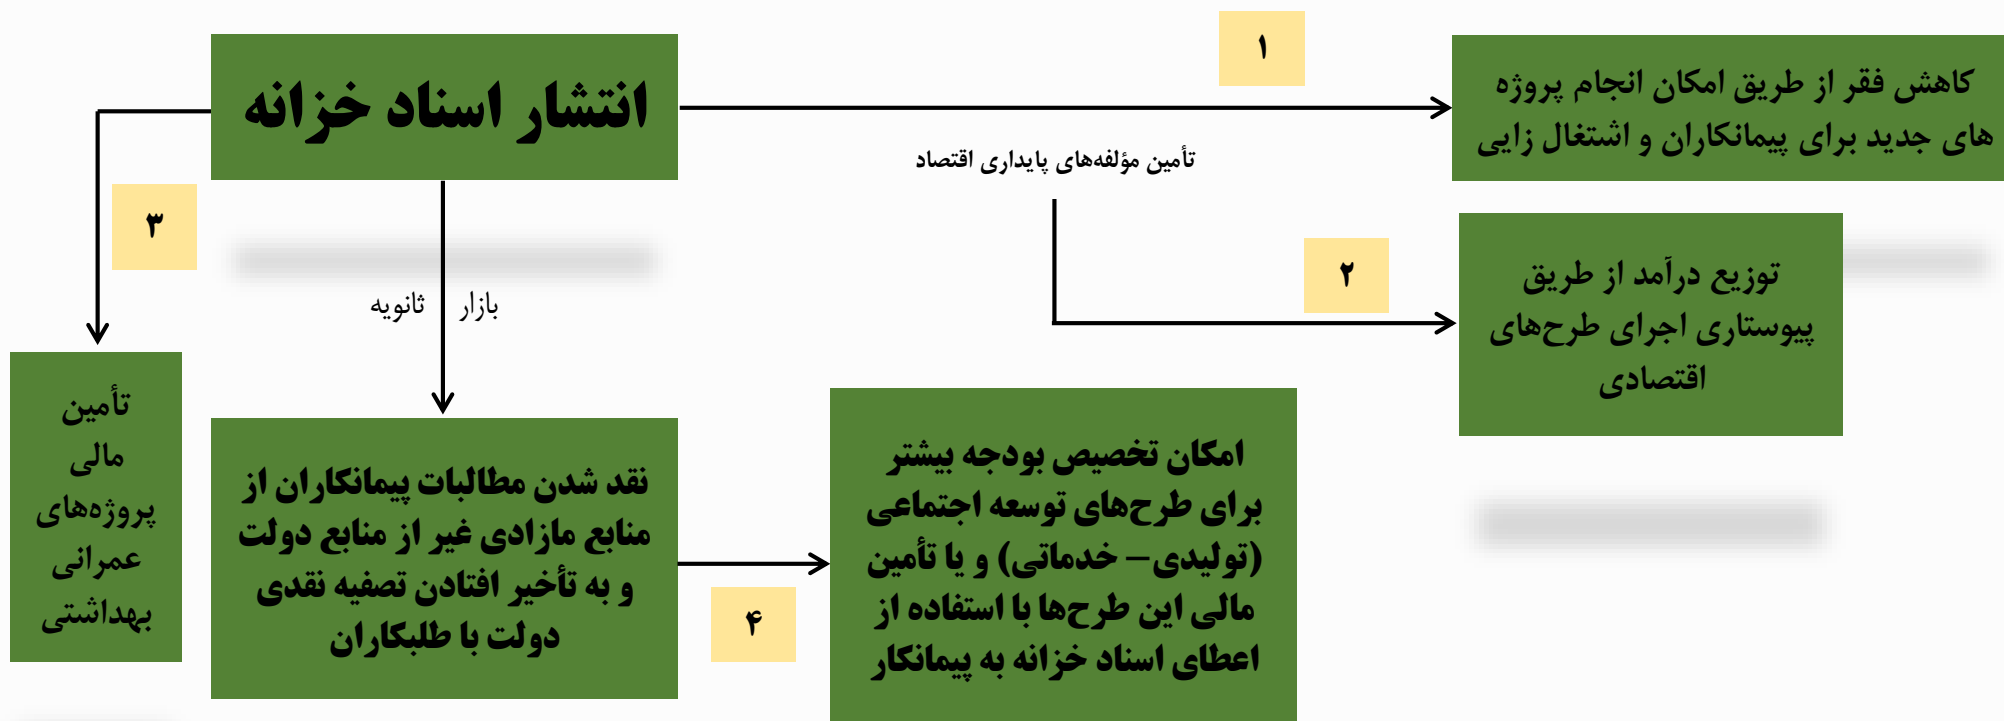 ۱
انتشار اسناد خزانه
کاهش فقر از طریق امکان انجام پروژه
های جدید برای پیمانکاران و اشتغال زایی
تأمین مؤلفه‌های پایداری اقتصاد
۳
۲
توزیع درآمد از طریق
پیوستاری اجرای طرح‌های
اقتصادی
بازار ثانویه
تأمین
مالی
پروژه‌های
عمرانی
بهداشتی
نقد شدن مطالبات پیمانکاران از
منابع مازادی غیر از منابع دولت
و به تأخیر افتادن تصفیه نقدی
دولت با طلبکاران
۴
امکان تخصیص بودجه بیشتر
برای طرح‌های توسعه اجتماعی
(تولیدی– خدماتی) و یا تأمین
مالی این طرح‌ها با استفاده از
اعطای اسناد خزانه به پیمانکار